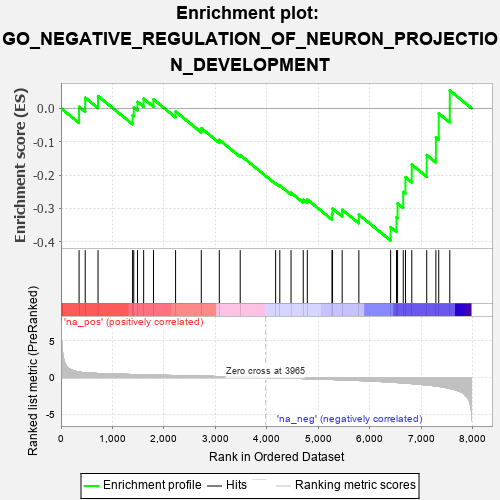 Enrichment plot:
GO_NEGATIVE_REGULATION_OF_NEURON_PROJECTIO
N_DEVELOPMENT
Enrichment score (ES)
0.0
-0.1
-0.2
-0.3
-0.4
'na_pos' (positively correlated)
Ranked list metric (PreRanked)
5
0
-5
Zero cross at 3965
'na_neg' (negatively correlated)
0
1,000
2,000
3,000
4,000
5,000
6,000
7,000
8,000
Rank in Ordered Dataset
Enrichment profile
Hits
Ranking metric scores